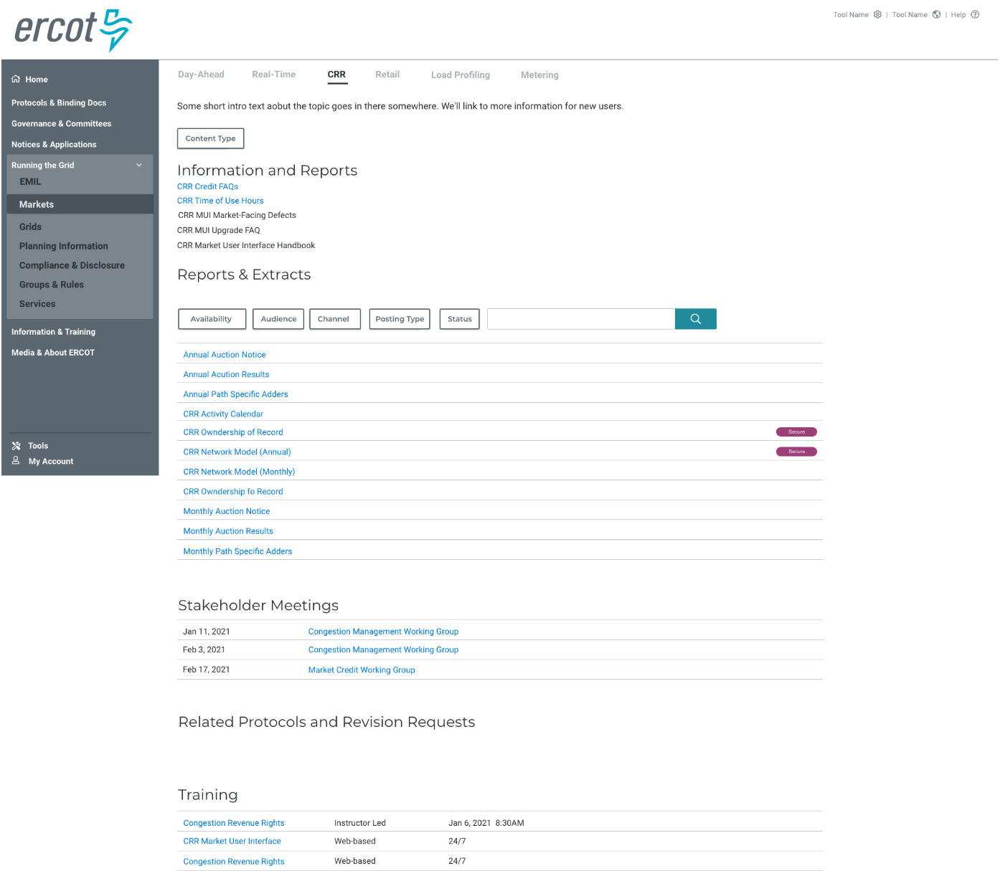 ercot
Tool Name | Tool Name | Help
Home
Protocols & Binding Docs
Governance & Committees
Notices & Applications
Running the Grid
EMIL
Markets
Grids
Planning Information
Compliance & Disclosure
Groups & Rules
Services
Information & Training
Media & About ERCOT
Tools
My Account
Day-Ahead Real-Time CRR Retail Load Profiling Metering
Some short intro text aobut the topic goes in there somewhere. We'll link to more information for new users.
Content Type
Information and Reports
CRR Credit FAQs
CRR Time of Use Hours
CRR MUI Market-Facing Defects
CRR MUI Upgrade FAQ
CRR Market User Interface Handbook
Reports & Extracts
Availability Audience Channel Posting Type Status
Annual Auction Notice
Annual Acution Results
Annual Path Specific Adders
CRR Activity Calendar
CRR Owndership of Record Secure
CRR Network Model (Annual) Secure
CRR Network Model (Monthly)
CRR Owndership fo Record
Monthly Auction Notice
Monthly Auction Results
Monthly Path Specific Adders
Stakeholder Meetings
Jan 11, 2021 Congestion Management Working Group
Feb 3, 2021 Congestion Management Working Group
Feb 17, 2021 Market Credit Working Group
Related Protocols and Revision Requests
Training
Congestion Revenue Rights Instructor Led Jan 6, 2021 8:30AM
CRR Market User Interface Web-based 24/7
Congestion Revenue Rights Web-based 24/7